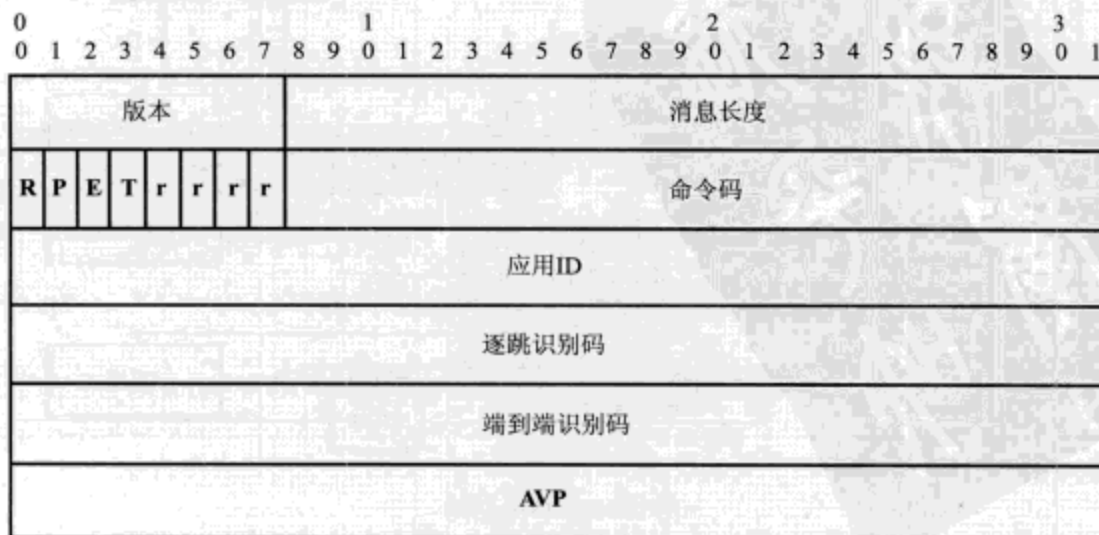 0 1 2 3
0 1 2 3 4 5 6 7 8 9 0 1 2 3 4 5 6 7 8 9 0 1 2 3 4 5 6 7 8 9 0 1
版本 消息长度
R P E T r r r r 命令码
应用ID
逐跳识别码
端到端识别码
AVP